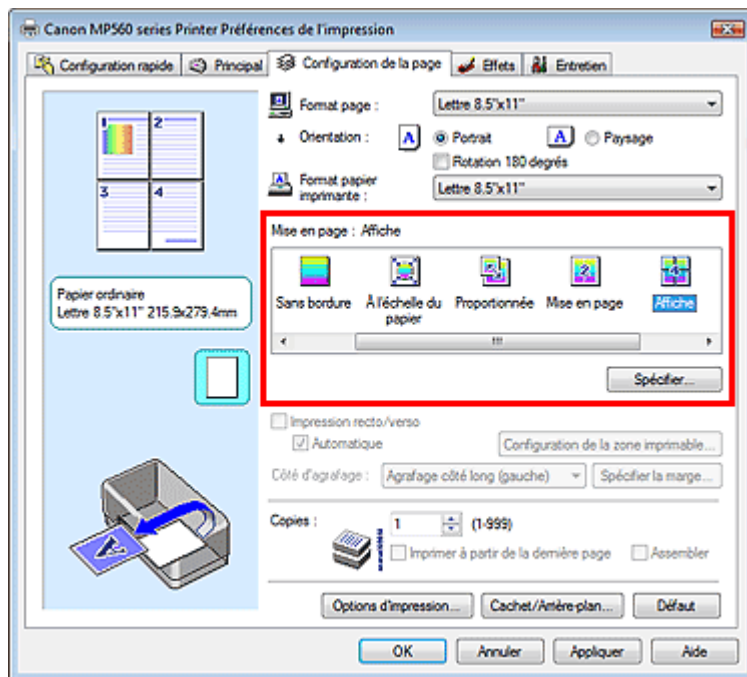 Canon MP560 series Printer Préférences de l'impression
Configuration rapide
Principal
Configuration de la page
Effets
Entretien
1
2
3
4
Papier ordinaire
Lettre 8.5"x11" 215.9x279.4mm
Format page :
Lettre 8.5"x11"
Orientation :
A
Portrait
A
Paysage
Rotation 180 degrés
Format papier
imprimante :
Lettre 8.5"x11"
Mise en page : Affiche
Sans bordure
À l'échelle du
papier
Proportionnée
Mise en page
Affiche
Spécifier...
Impression recto/verso
Automatique
Configuration de la zone imprimable...
Côté d'agrafage :
Agrafage côté long (gauche)
Spécifier la marge...
Copies :
1
(1-999)
Imprimer à partir de la dernière page
Assembler
Options d'impression...
Cachet/Arrière-plan...
Défaut
OK
Annuler
Appliquer
Aide